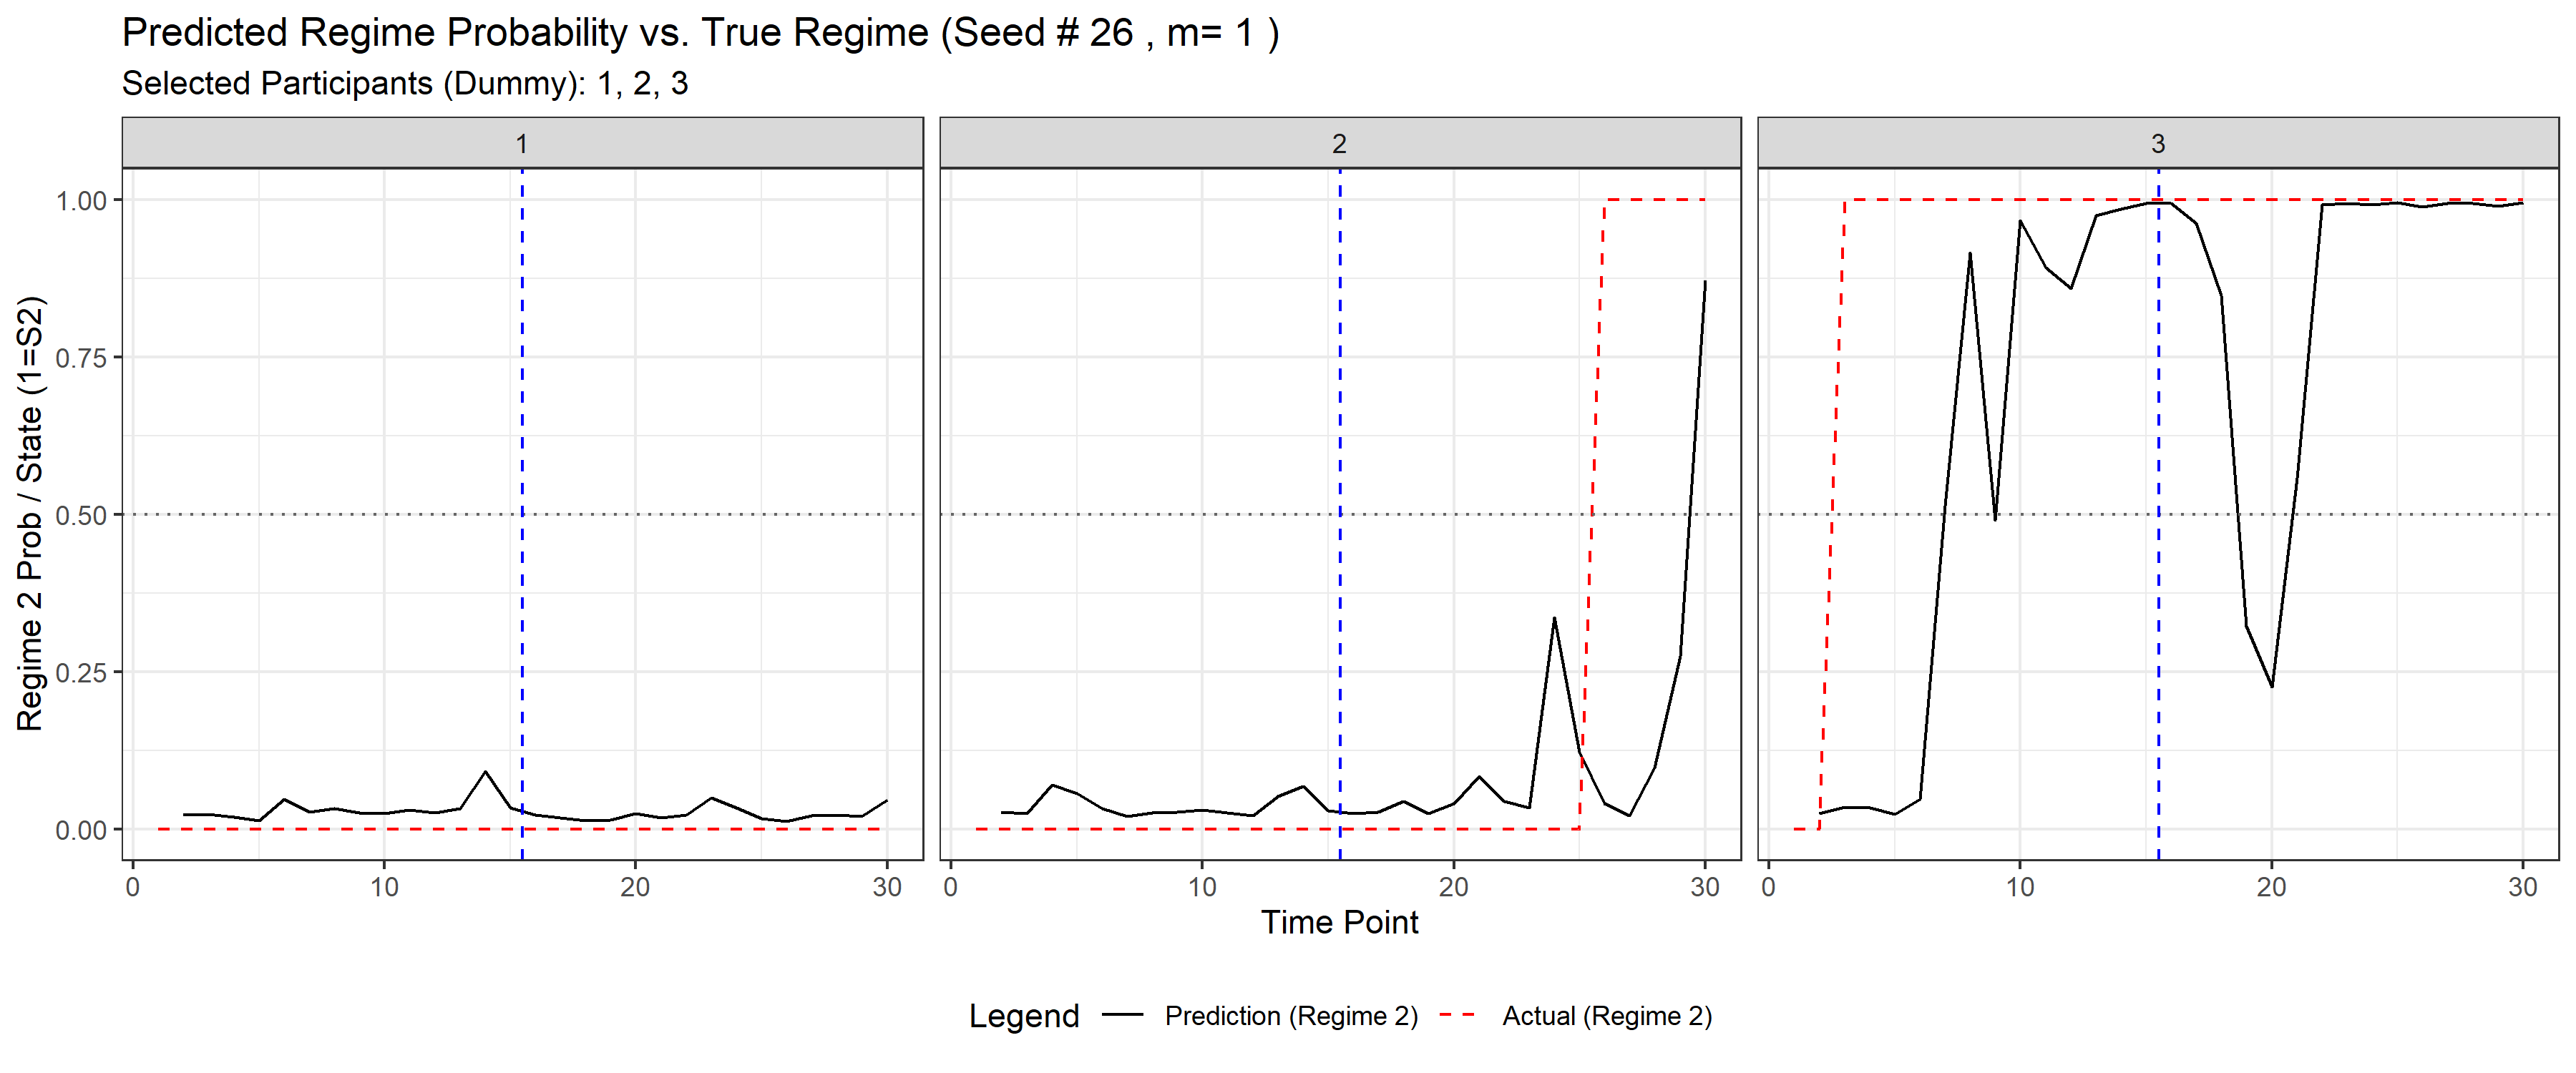 Predicted Regime Probability vs. True Regime (Seed # 26 , m= 1 )
Selected Participants (Dummy): 1, 2, 3
1 2 3
Regime 2 Prob / State (1=S2)
1.00
0.75
0.50
0.25
0.00
0 10 20 30 0 10 20 30 0 10 20 30
Time Point
Legend Prediction (Regime 2) Actual (Regime 2)